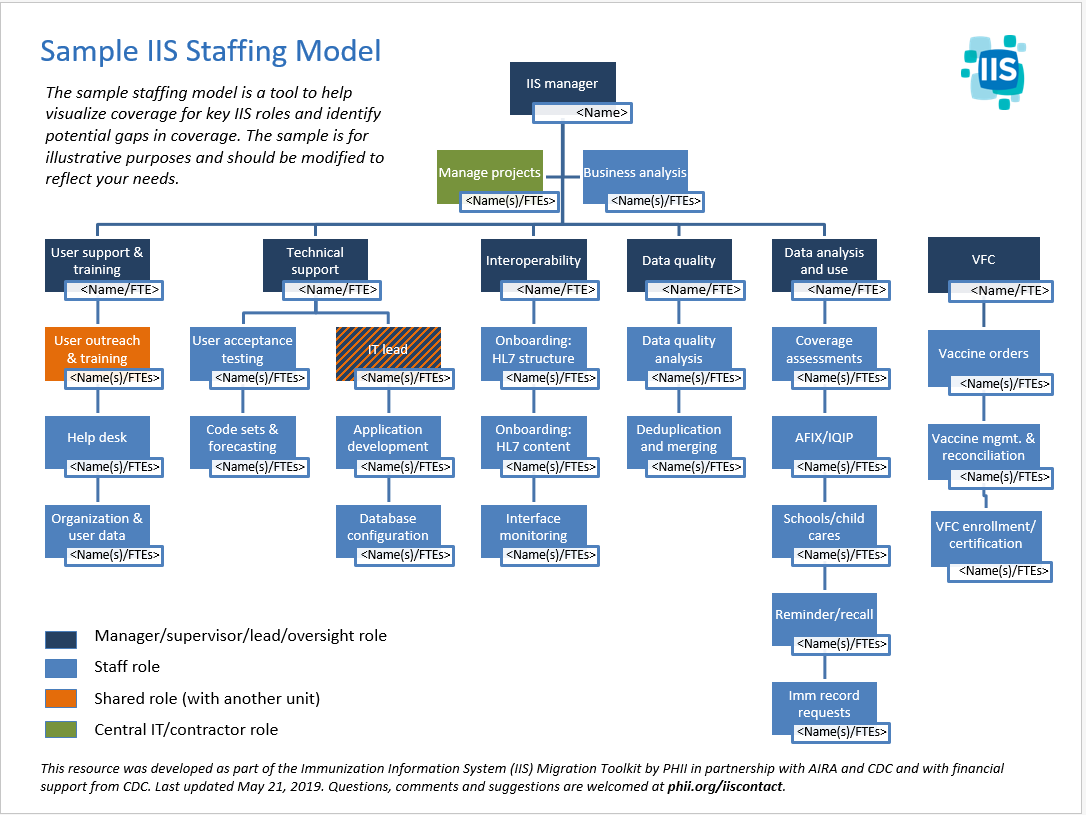 Sample IIS Staffing Model
The sample staffing model is a tool to help
visualize coverage for key IIS roles and identify
potential gaps in coverage. The sample is for
illustrative purposes and should be modified to
reflect your needs.
IIS
IIS manager
<Name>
Manage projects
<Name(s)/FTEs>
Business analysis
<Name(s)/FTEs>
User support &
training
<Name/FTE>
Technical
support
<Name/FTE>
Interoperability
<Name/FTE>
Data quality
<Name/FTE>
Data analysis
and use
<Name/FTE>
VFC
<Name/FTE>
User outreach
& training
<Name(s)/FTEs>
User acceptance
testing
<Name(s)/FTEs>
IT lead
<Name(s)/FTEs>
Onboarding:
HL7 structure
<Name(s)/FTEs>
Data quality
analysis
<Name(s)/FTEs>
Coverage
assessments
<Name(s)/FTEs>
Vaccine orders
<Name(s)/FTEs>
Help desk
<Name(s)/FTEs>
Code sets &
forecasting
<Name(s)/FTEs>
Application
development
<Name(s)/FTEs>
Onboarding:
HL7 content
<Name(s)/FTEs>
Deduplication
and merging
<Name(s)/FTEs>
AFIX/IQIP
<Name(s)/FTEs>
Vaccine mgmt. &
reconciliation
<Name(s)/FTEs>
Organization &
user data
<Name(s)/FTEs>
Database
configuration
<Name(s)/FTEs>
Interface
monitoring
<Name(s)/FTEs>
Schools/child
cares
<Name(s)/FTEs>
VFC enrollment/
certification
<Name(s)/FTEs>
Reminder/recall
<Name(s)/FTEs>
Imm record
requests
<Name(s)/FTEs>
Manager/supervisor/lead/oversight role
Staff role
Shared role (with another unit)
Central IT/contractor role
This resource was developed as part of the Immunization Information System (IIS) Migration Toolkit by PHII in partnership with AIRA and CDC and with financial
support from CDC. Last updated May 21, 2019. Questions, comments and suggestions are welcomed at phii.org/iiscontact.